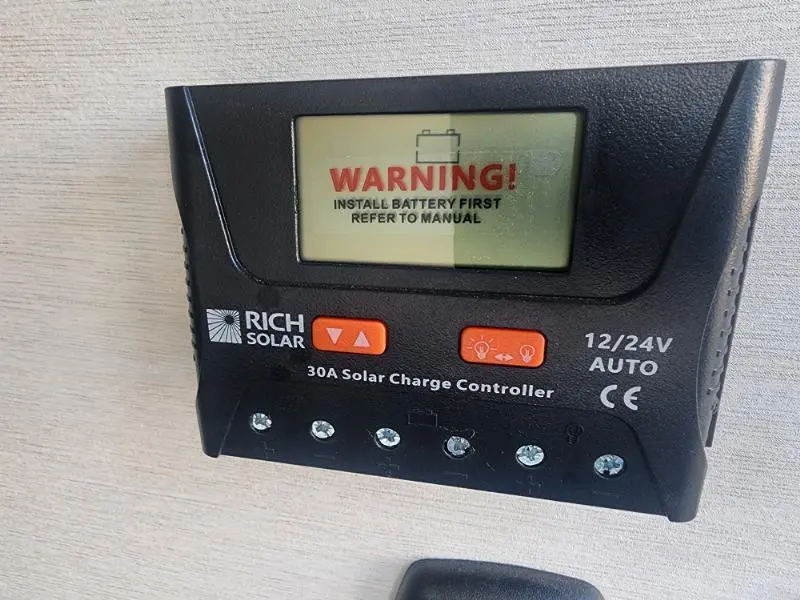 WARNING!
INSTALL BATTERY FIRST
REFER TO MANUAL
RICH
SOLAR
12/24V
AUTO
30A Solar Charge Controller
CE